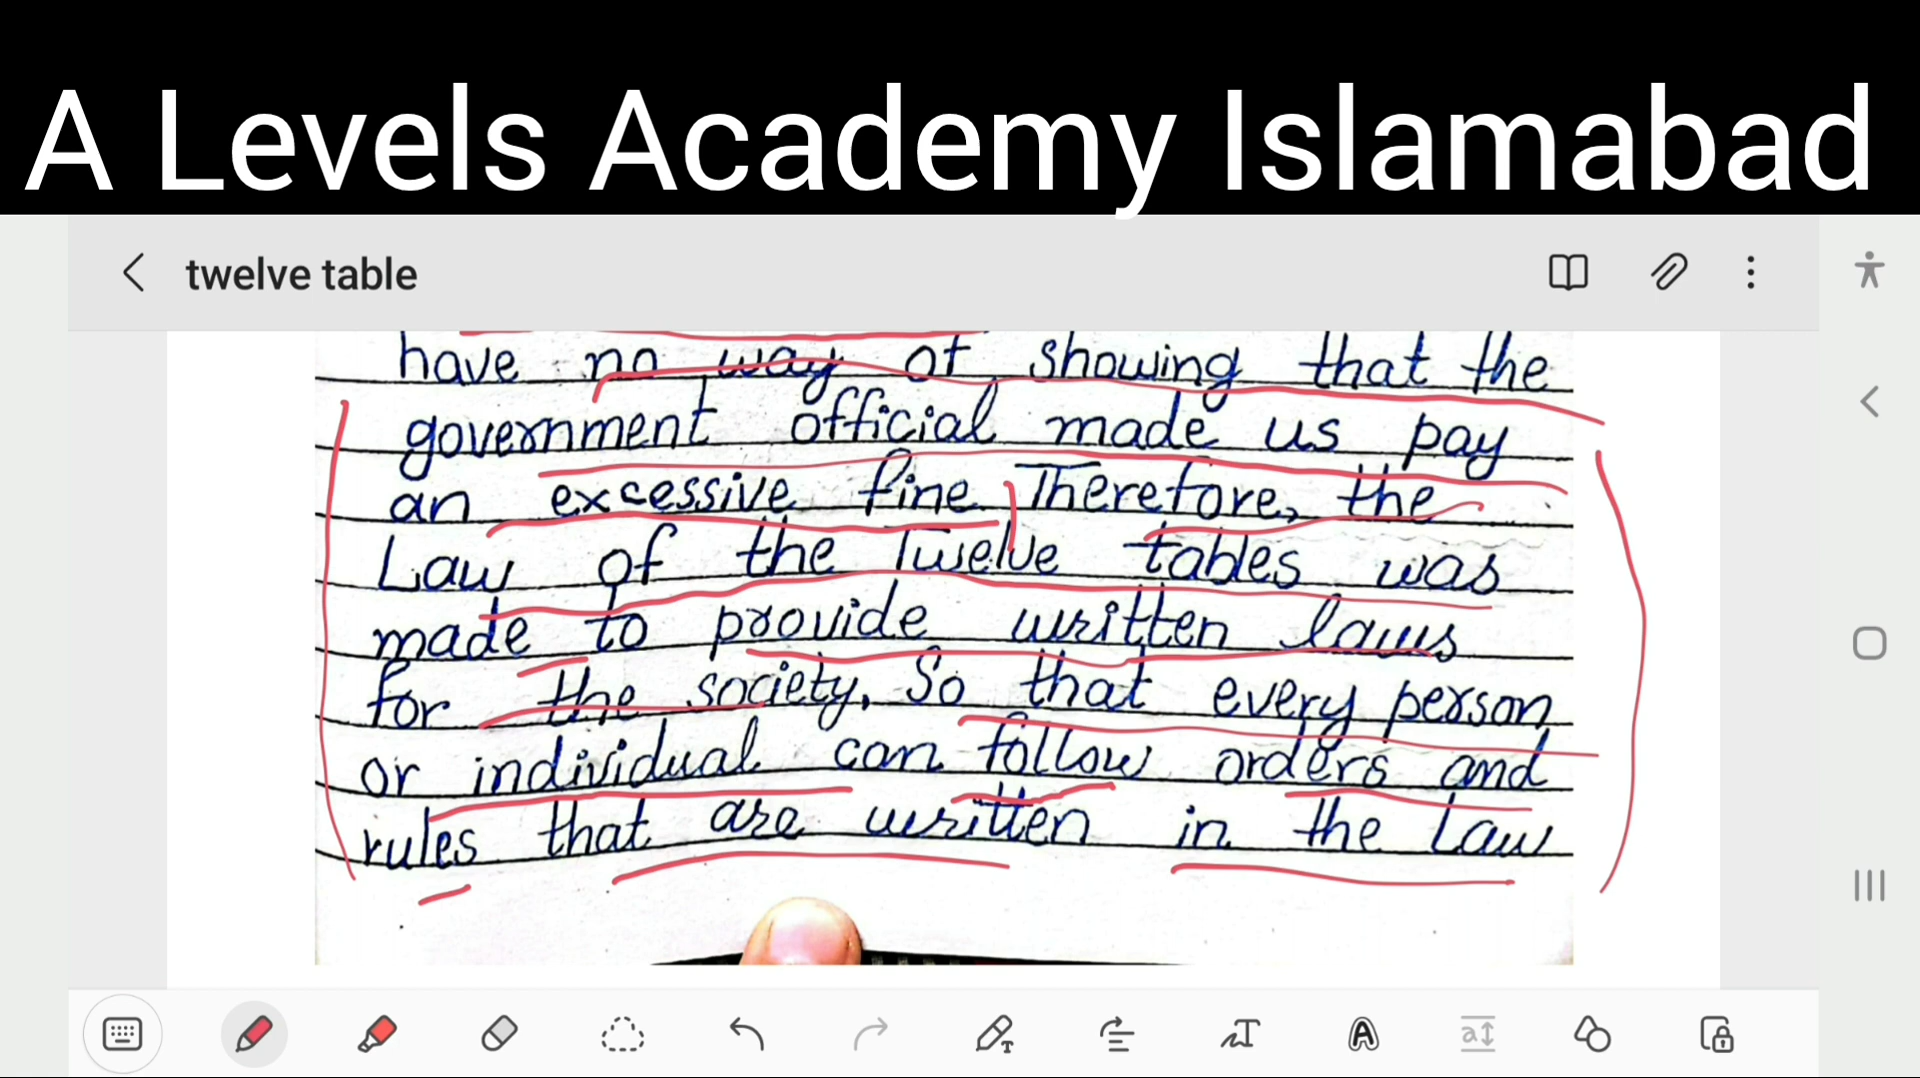 A Levels Academy Islamabad
twelve table
have no way of showing that the
government official made us pay
an excessive fine. Therefore, the
Law of the Twelve tables was
made to provide written laws
for the society, So that every person
or individual can follow orders and
rules that are written in the Law